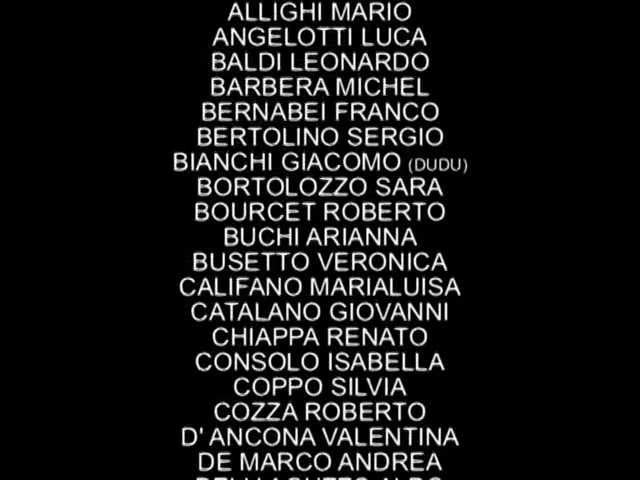 ALLIGHI MARIO
ANGELOTTI LUCA
BALDI LEONARDO
BARBERA MICHEL
BERNABEI FRANCO
BERTOLINO SERGIO
BIANCHI GIACOMO (DUDU)
BORTOLOZZO SARA
BOURCET ROBERTO
BUCHI ARIANNA
BUSETTO VERONICA
CALIFANO MARIALUISA
CATALANO GIOVANNI
CHIAPPA RENATO
CONSOLO ISABELLA
COPPO SILVIA
COZZA ROBERTO
D' ANCONA VALENTINA
DE MARCO ANDREA